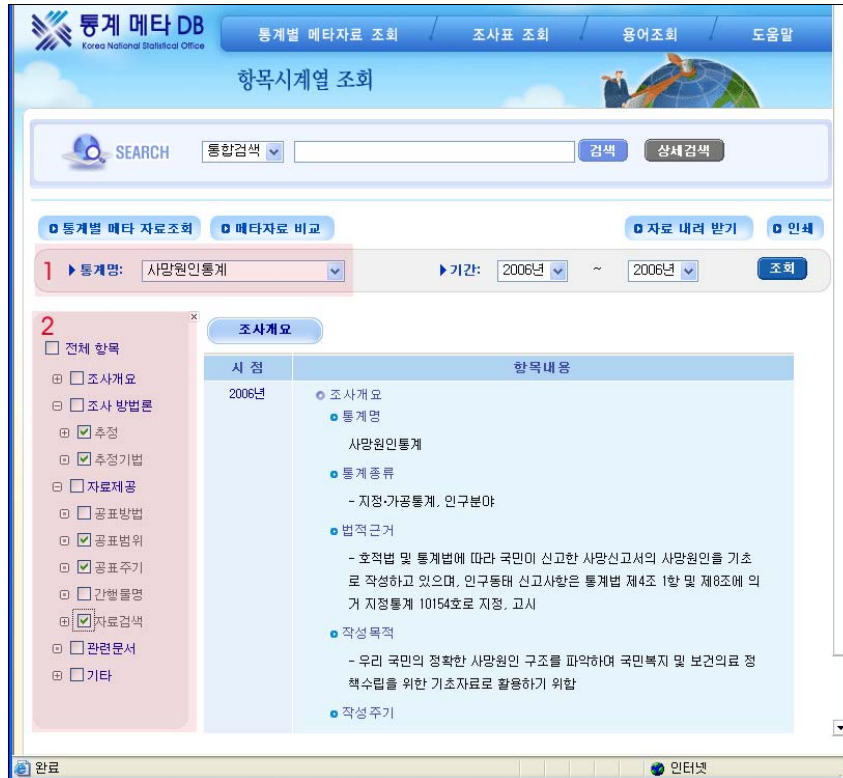 통계 메타 DB
Korea National Statistical Office
통계별 메타자료 조회 조사표 조회 용어조회 도움말
항목시계열 조회
SEARCH 통합검색 검색 상세검색
통계별 메타 자료조회 메타자료 비교 자료 내려 받기 인쇄
1 통계명: 사망원인통계 기간: 2006년 ~ 2006년 조회
2
전체 항목
조사개요
조사 방법론
추정
추정기법
자료제공
공표방법
공표범위
공표주기
간행물명
자료검색
관련문서
기타
조사개요
시 점 항목내용
2006년 조사개요
통계명
사망원인통계
통계종류
- 지정·가공통계, 인구분야
법적근거
- 호적법 및 통계법에 따라 국민이 신고한 사망신고서의 사망원인을 기초
로 작성하고 있으며, 인구동태 신고사항은 통계법 제4조 1항 및 제8조에 의
거 지정통계 10154호로 지정, 고시
작성목적
- 우리 국민의 정확한 사망원인 구조를 파악하여 국민복지 및 보건의료 정
책수립을 위한 기초자료로 활용하기 위함
작성주기
완료 인터넷